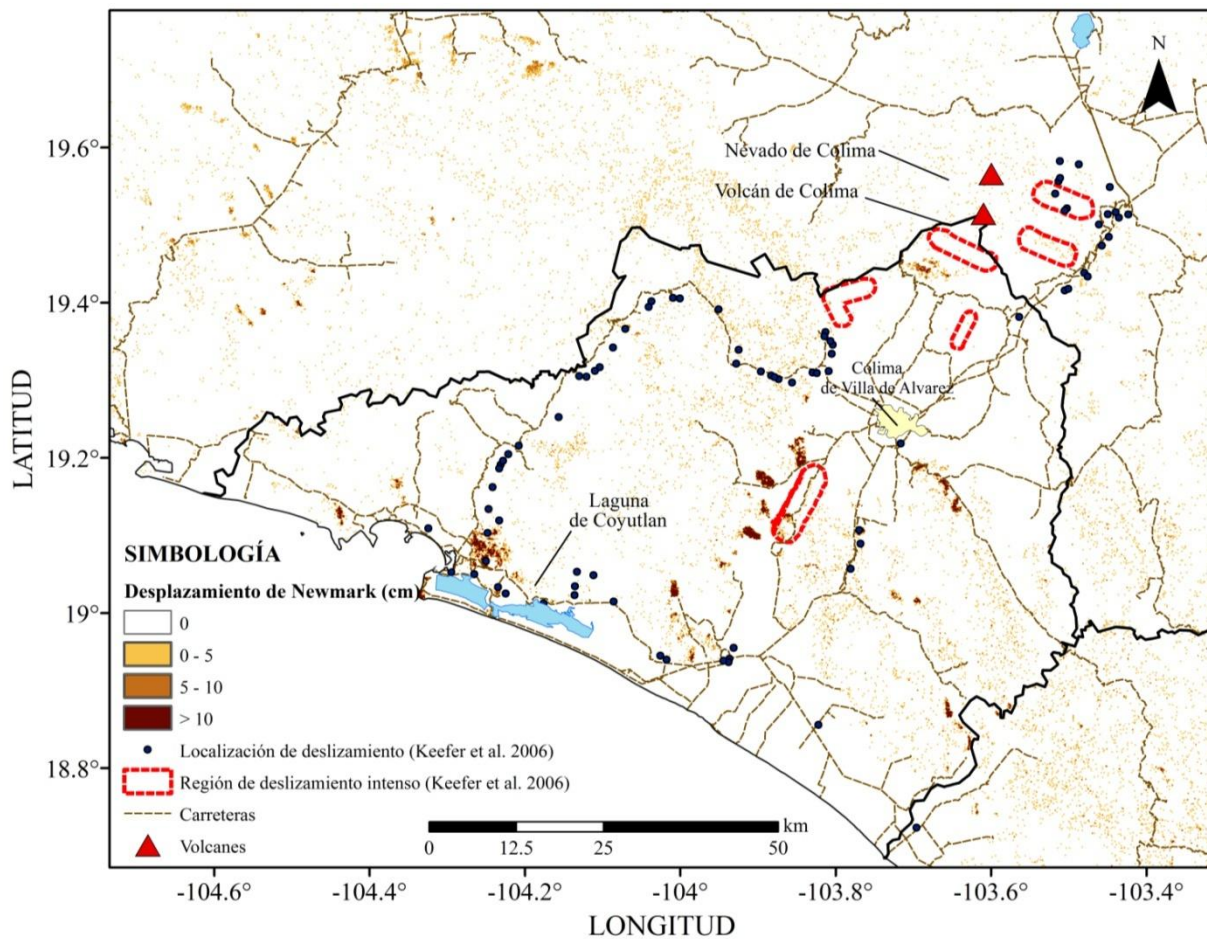 N
19.6°
Nevado de Colima
Volcán de Colima
19.4°
Colima
de Villa de Alvarez
LATITUD
19.2°
Laguna
de Coyutlan
SIMBOLOGÍA
Desplazamiento de Newmark (cm)
0
0 - 5
5 - 10
> 10
Localización de deslizamiento (Keefer et al. 2006)
Región de deslizamiento intenso (Keefer et al. 2006)
Carreteras
Volcanes
19°
18.8°
km
0 12.5 25 50
-104.6° -104.4° -104.2° -104° -103.8° -103.6° -103.4°
LONGITUD